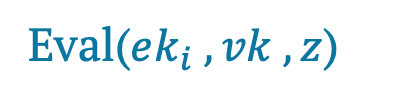 Eval(ek_i , vk , z)